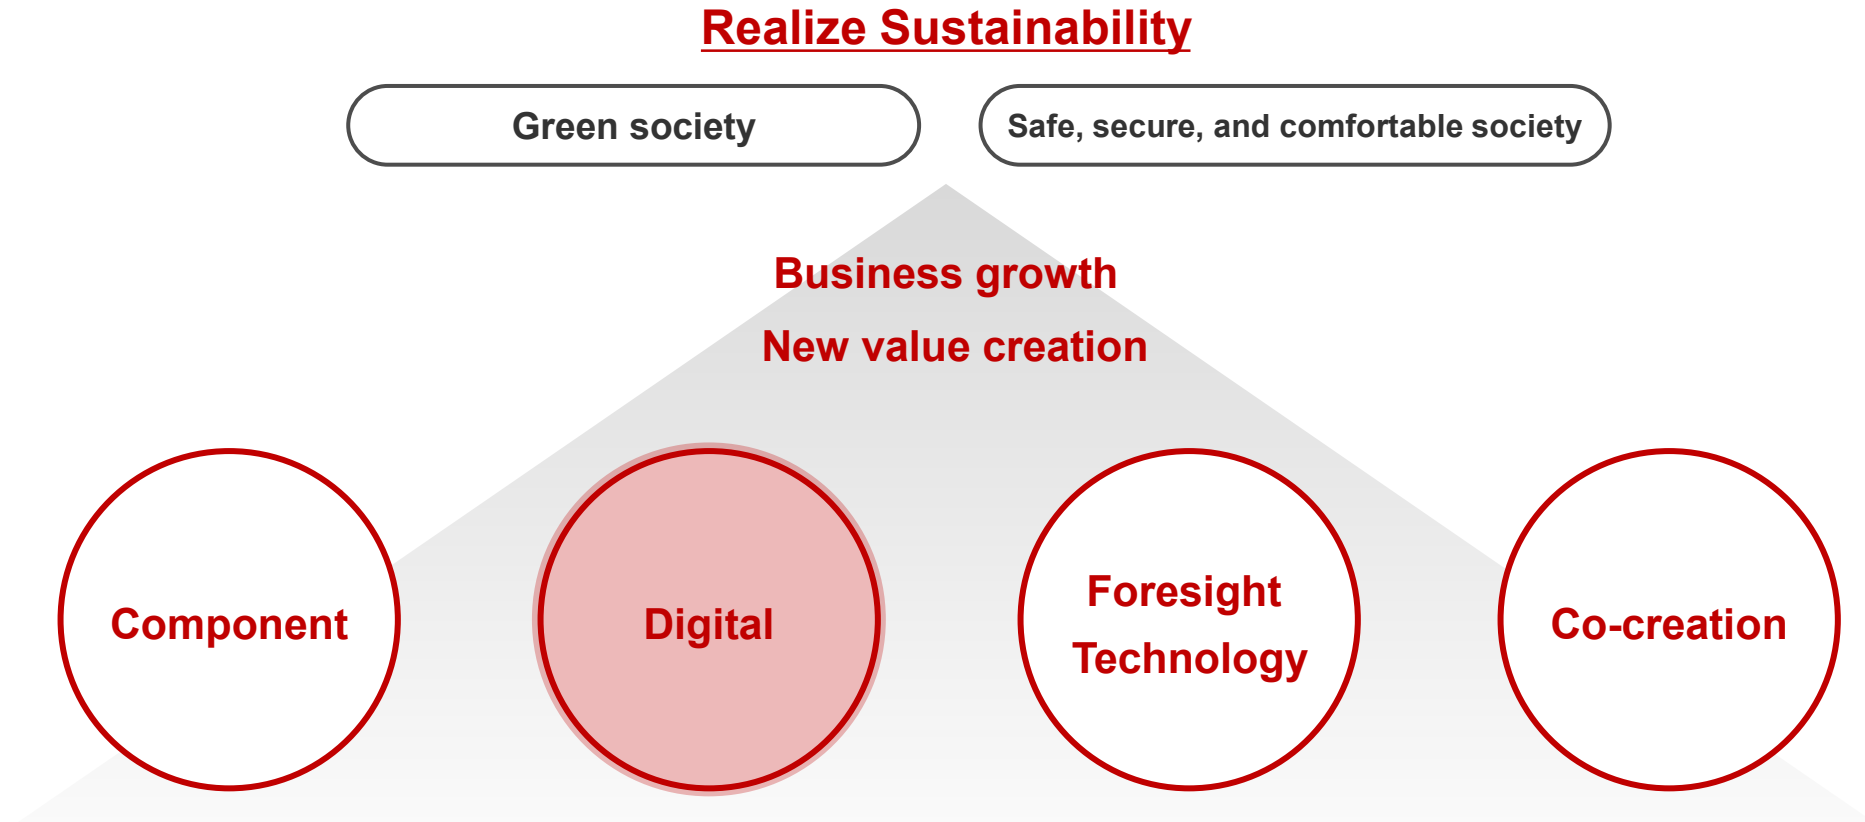 Realize Sustainability
Green society
Safe, secure, and comfortable society
Business growth
New value creation
Component
Digital
Foresight
Technology
Co-creation